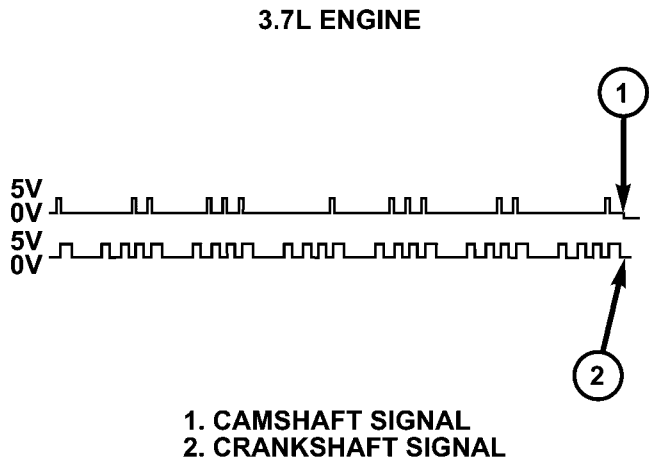 3.7L ENGINE
1
5V
0V
5V
0V
2
1. CAMSHAFT SIGNAL
2. CRANKSHAFT SIGNAL